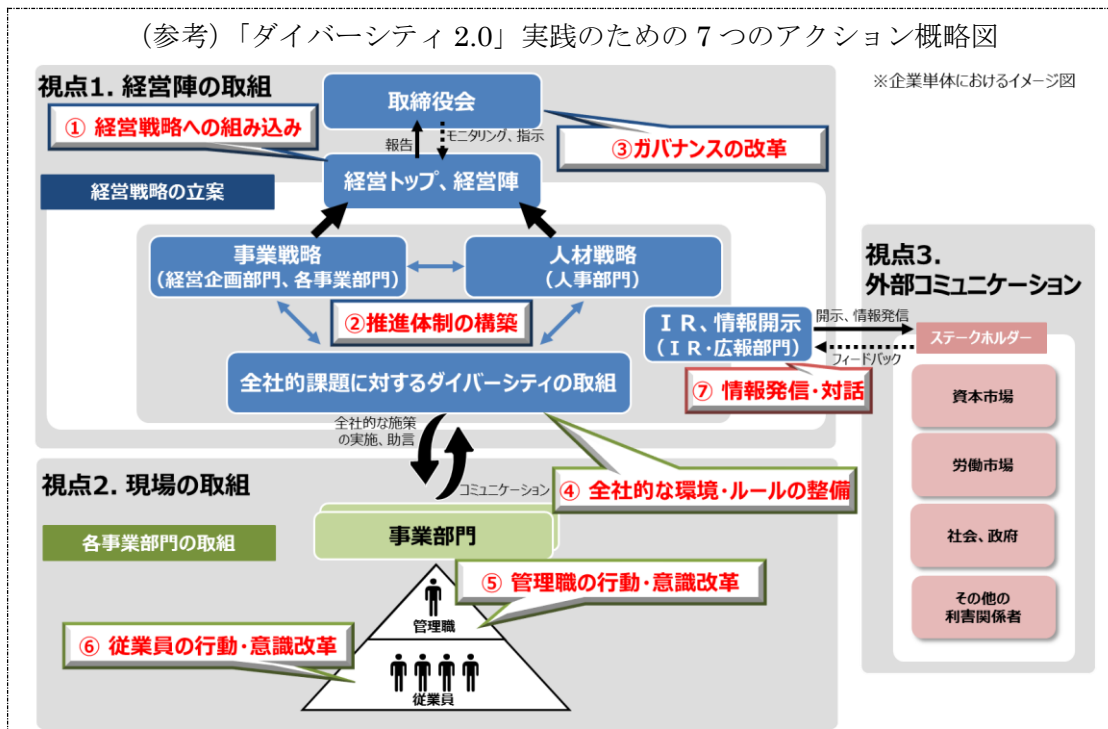 (参考)「ダイバーシティ 2.0」実践のための 7 つのアクション概略図
視点1. 経営陣の取組
※企業単体におけるイメージ図
取締役会
① 経営戦略への組み込み
報告
モニタリング、指示
③ガバナンスの改革
経営トップ、経営陣
経営戦略の立案
事業戦略
(経営企画部門、各事業部門)
人材戦略
(人事部門)
②推進体制の構築
全社的課題に対するダイバーシティの取組
IR、情報開示
(IR・広報部門)
⑦ 情報発信・対話
開示、情報発信
フィードバック
視点3.
外部コミュニケーション
ステークホルダー
資本市場
労働市場
社会、政府
その他の
利害関係者
全社的な施策
の実施、助言
コミュニケーション
④ 全社的な環境・ルールの整備
視点2. 現場の取組
各事業部門の取組
事業部門
⑤ 管理職の行動・意識改革
管理職
⑥ 従業員の行動・意識改革
従業員